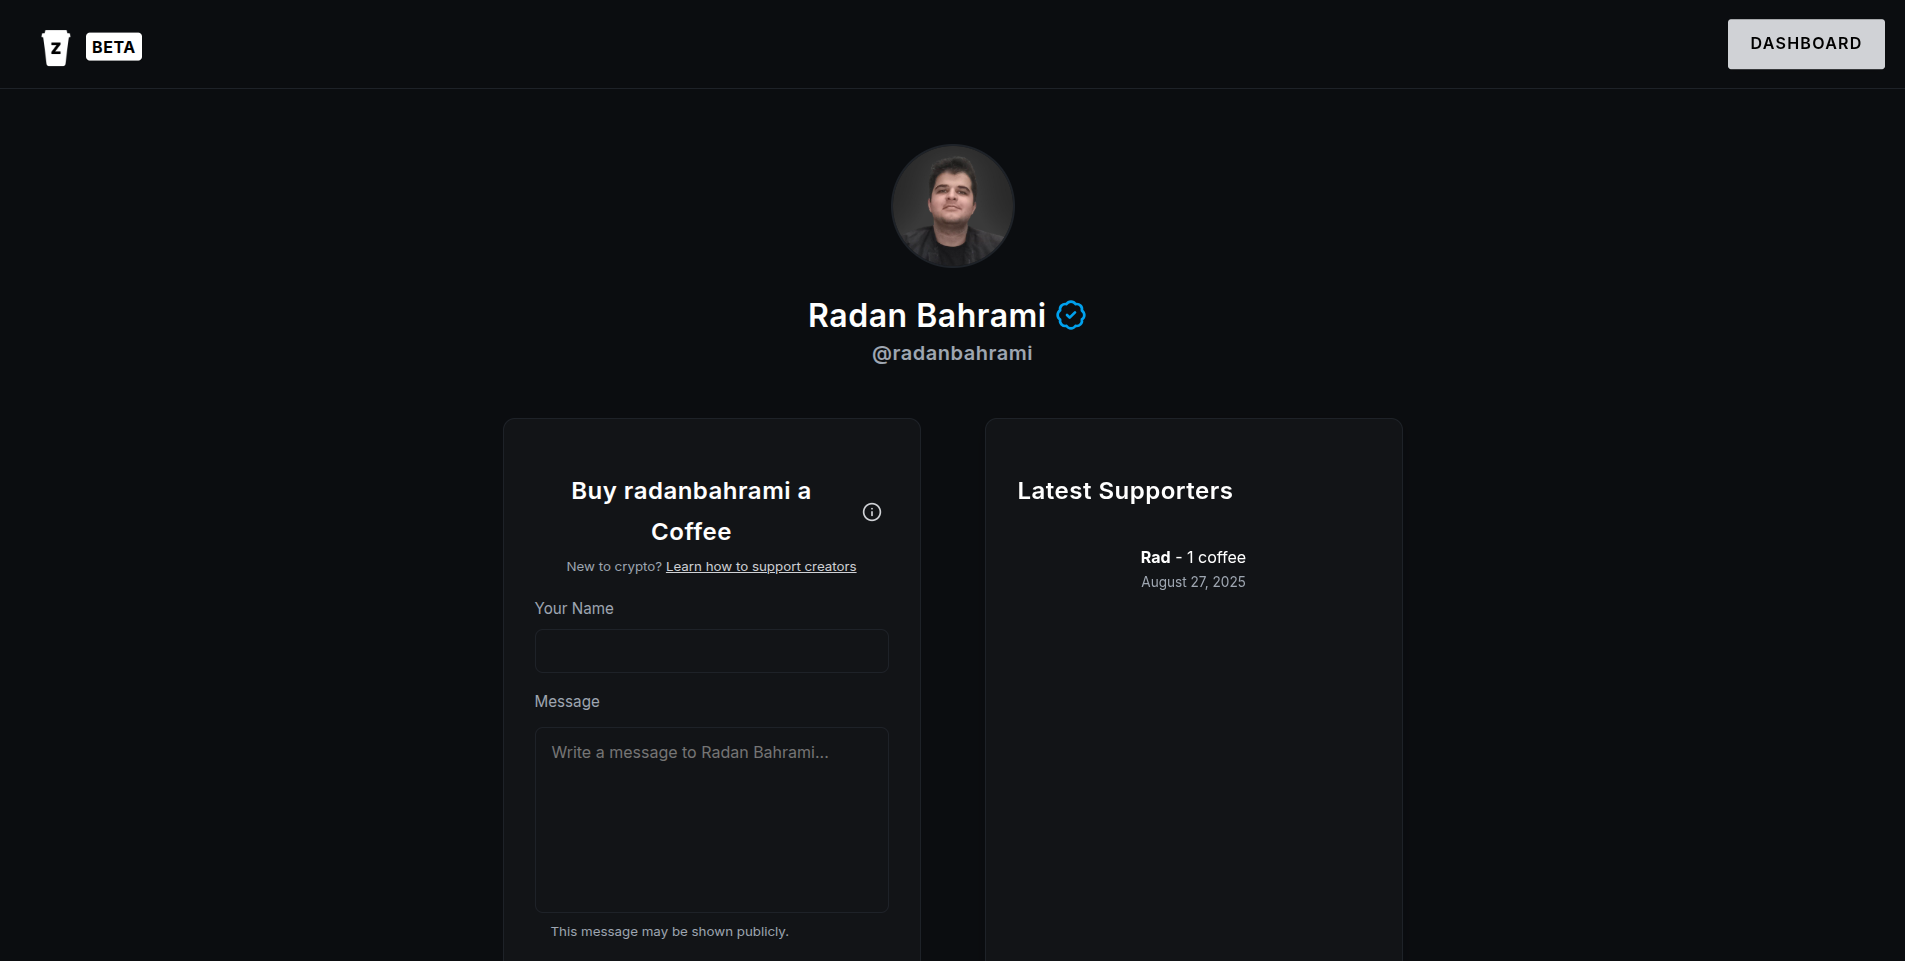 z BETA
DASHBOARD
Radan Bahrami
@radanbahrami
Buy radanbahrami a
Coffee
New to crypto? Learn how to support creators
Your Name
Message
Write a message to Radan Bahrami...
This message may be shown publicly.
Latest Supporters
Rad - 1 coffee
August 27, 2025